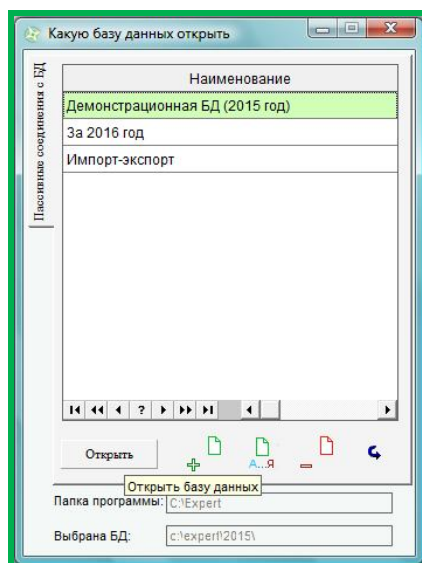 Какую базу данных открыть
Пассивные соединения с БД
Наименование
Демонстрационная БД (2015 год)
За 2016 год
Импорт-экспорт
?
Открыть
А...Я
Открыть базу данных
Папка программы: C:\Expert
Выбрана БД: c:\expert\2015\